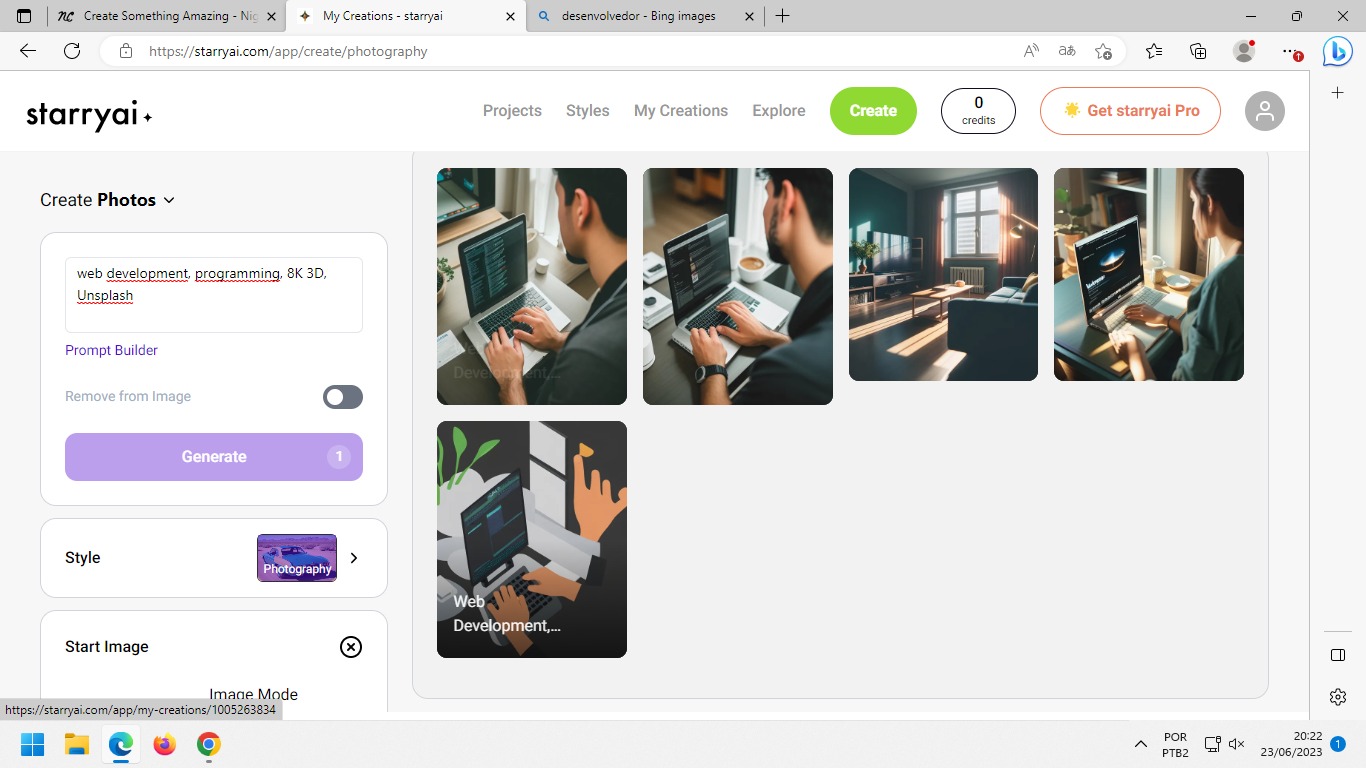 Create Something Amazing - Nig
My Creations - starryai
desenvolvedor - Bing images
https://starryai.com/app/create/photography
starryai
Projects
Styles
My Creations
Explore
Create
0
credits
Get starryai Pro
Create Photos
web development, programming, 8K 3D,
Unsplash
Prompt Builder
Remove from Image
Generate
1
Style
Photography
Start Image
Image Mode
Development,...
Web
Development,...
https://starryai.com/app/my-creations/1005263834
POR
PTB2
20:22
23/06/2023
1